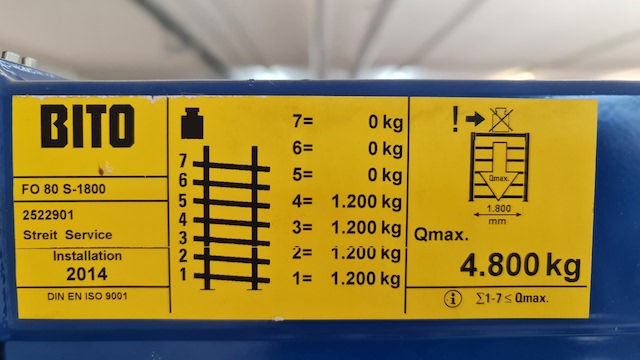 BITO
FO 80 S-1800
2522901
Streit Service
Installation
2014
DIN EN ISO 9001
7
6
5
4
3
2
1
7= 0 kg
6= 0 kg
5= 0 kg
4= 1.200 kg
3= 1.200 kg
2= 1.200 kg
1= 1.200 kg
!
Qmax.
1.800
mm
Qmax.
4.800 kg
i Σ1-7 ≤ Qmax.